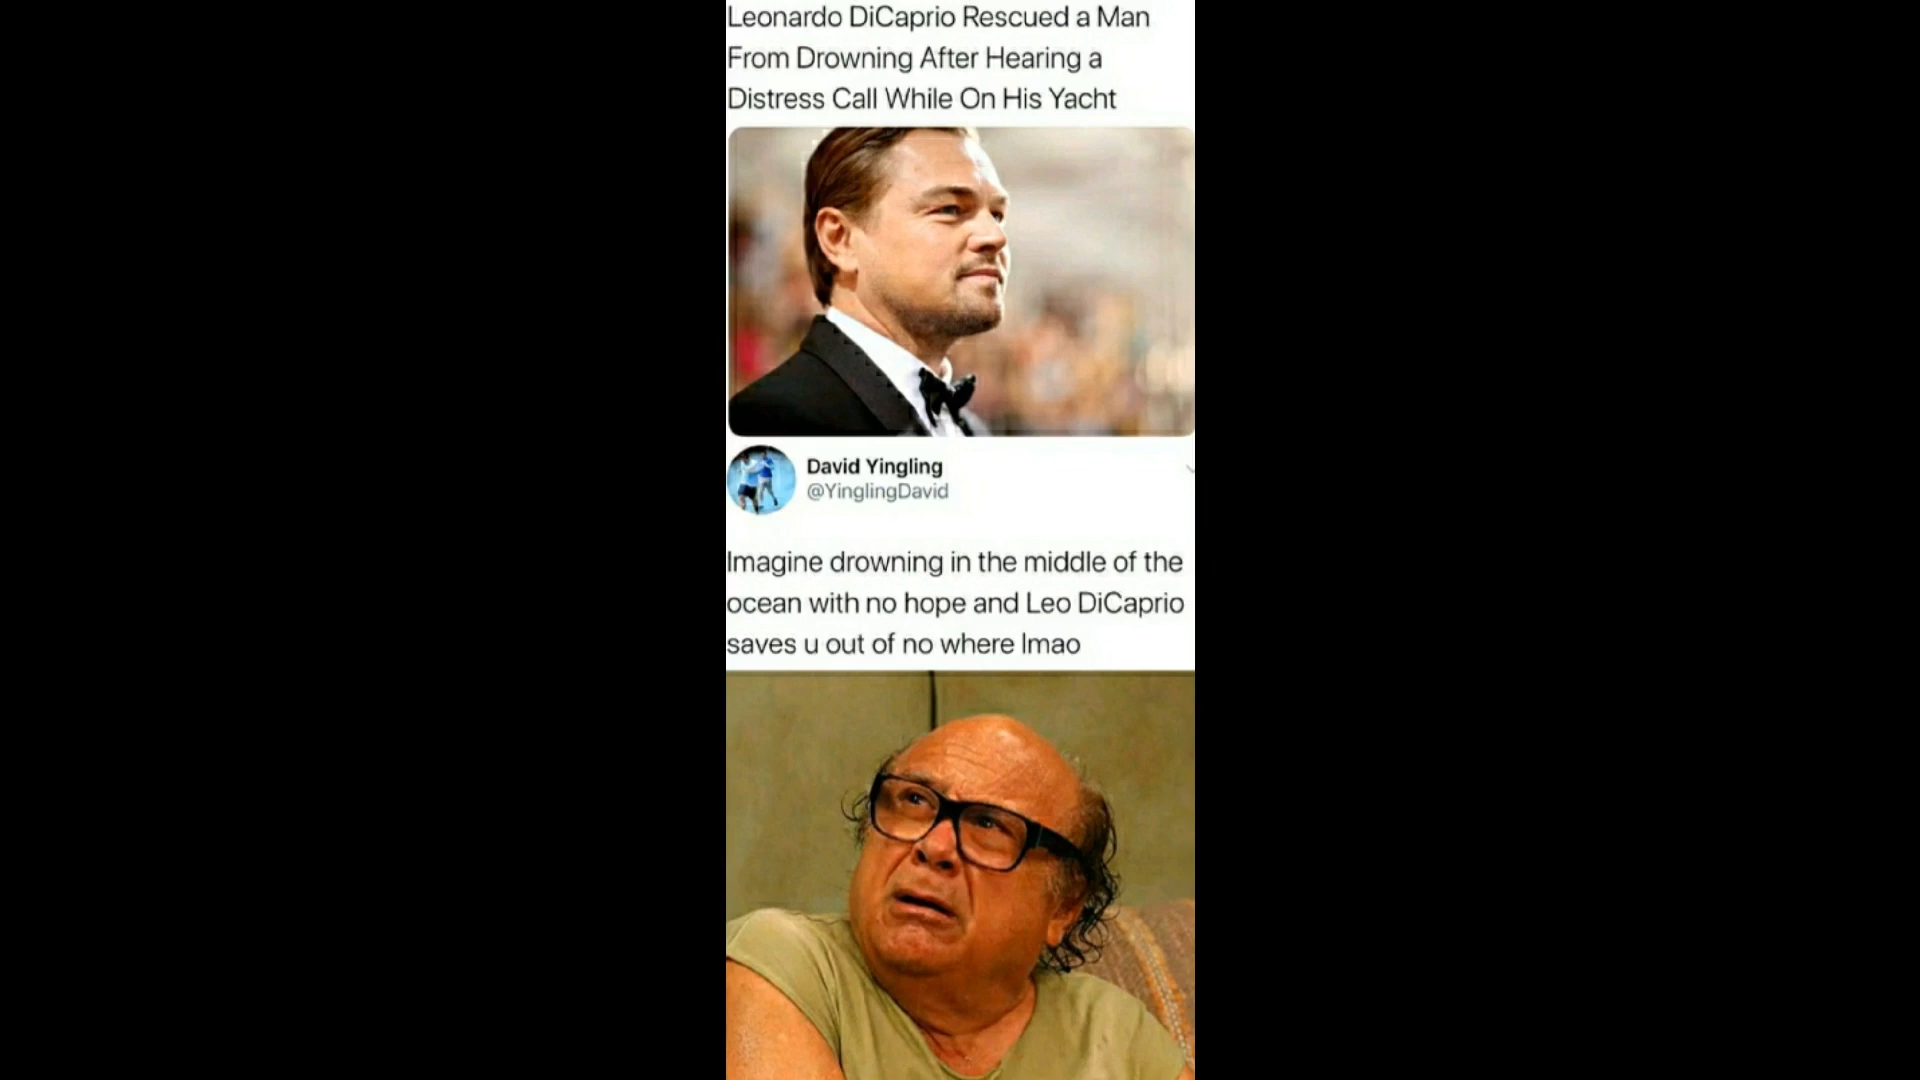 Leonardo DiCaprio Rescued a Man
From Drowning After Hearing a
Distress Call While On His Yacht
David Yingling
@YinglingDavid
Imagine drowning in the middle of the
ocean with no hope and Leo DiCaprio
saves u out of no where lmao